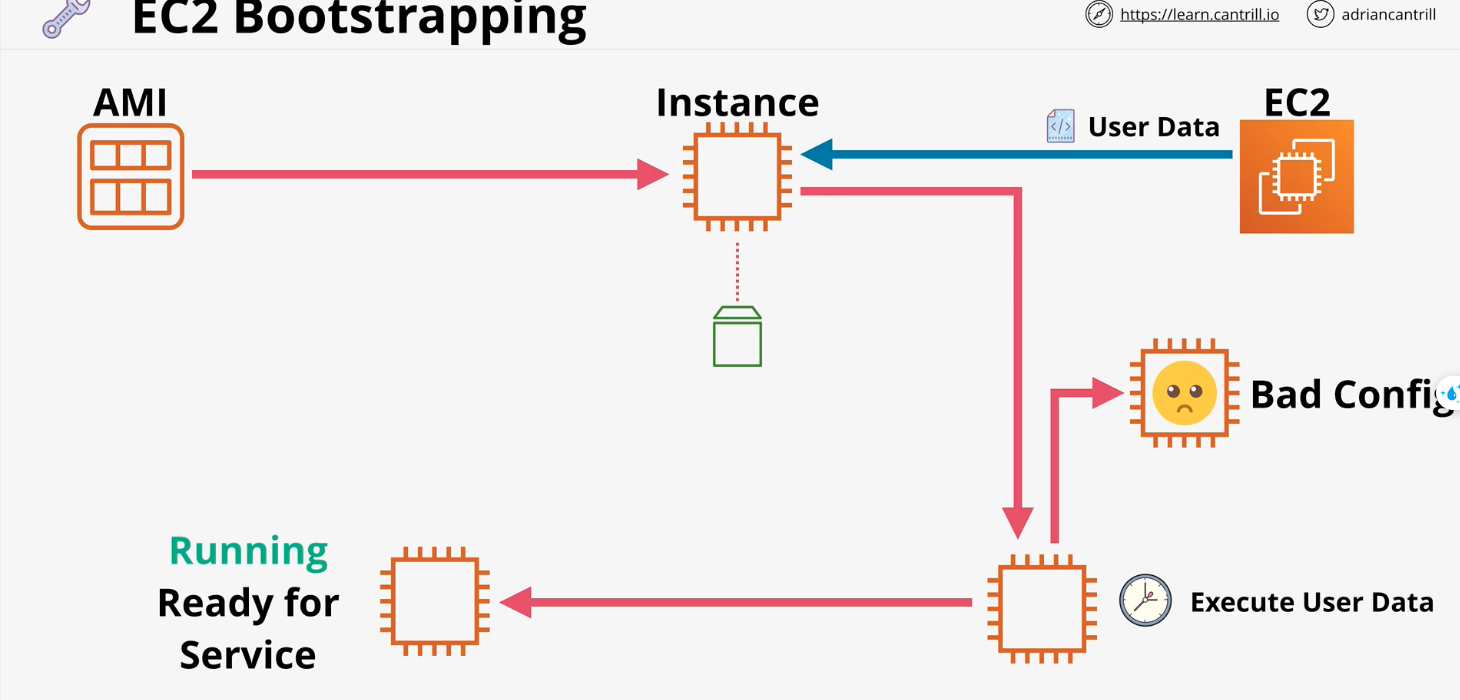 EC2 Bootstrapping
https://learn.cantrill.io
adriancantrill
AMI
Instance
EC2
User Data
Bad Config
Running
Ready for
Service
Execute User Data